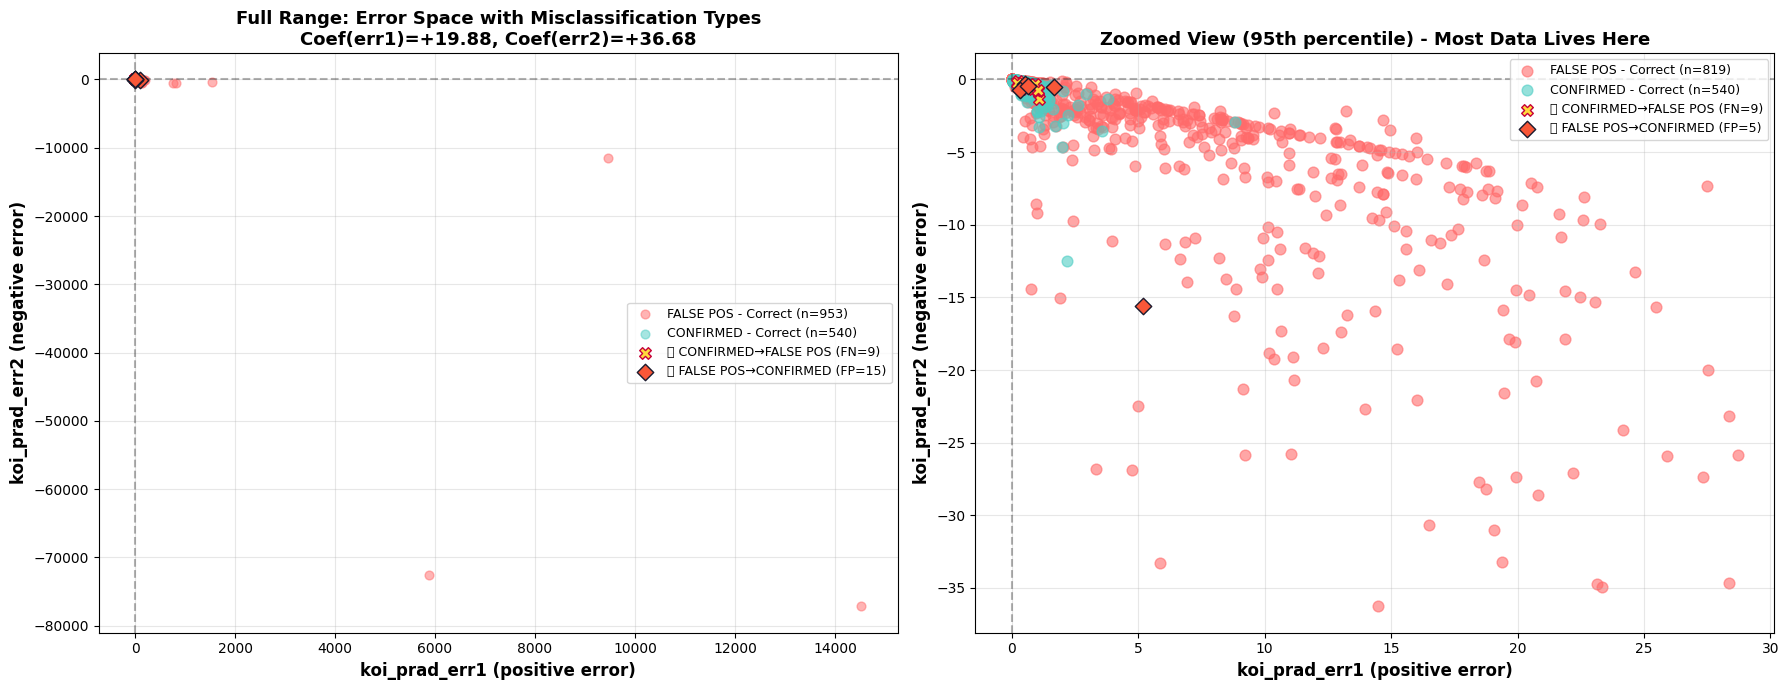 Full Range: Error Space with Misclassification Types
Coef(err1)=+19.88, Coef(err2)=+36.68
0
−10000
−20000
−30000
−40000
−50000
−60000
−70000
−80000
koi_prad_err2 (negative error)
FALSE POS - Correct (n=953)
CONFIRMED - Correct (n=540)
▯ CONFIRMED→FALSE POS (FN=9)
▯ FALSE POS→CONFIRMED (FP=15)
0 2000 4000 6000 8000 10000 12000 14000
koi_prad_err1 (positive error)
Zoomed View (95th percentile) - Most Data Lives Here
FALSE POS - Correct (n=819)
CONFIRMED - Correct (n=540)
▯ CONFIRMED→FALSE POS (FN=9)
▯ FALSE POS→CONFIRMED (FP=5)
0
−5
−10
−15
−20
−25
−30
−35
koi_prad_err2 (negative error)
0 5 10 15 20 25 30
koi_prad_err1 (positive error)